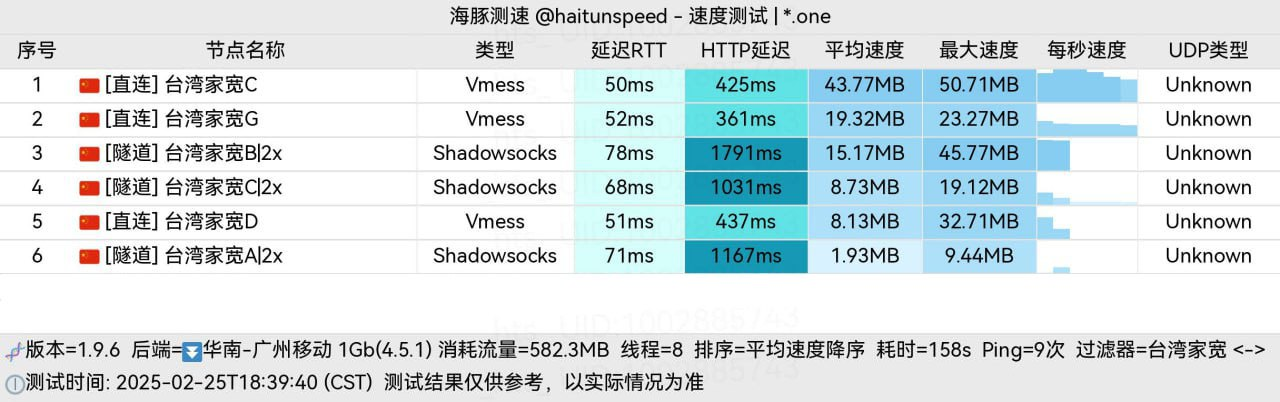 海豚测速 @haitunspeed - 速度测试 | *.one
序号 节点名称 类型 延迟RTT HTTP延迟 平均速度 最大速度 每秒速度 UDP类型
1 🇨🇳 [直连] 台湾家宽C Vmess 50ms 425ms 43.77MB 50.71MB Unknown
2 🇨🇳 [直连] 台湾家宽G Vmess 52ms 361ms 19.32MB 23.27MB Unknown
3 🇨🇳 [隧道] 台湾家宽B|2x Shadowsocks 78ms 1791ms 15.17MB 45.77MB Unknown
4 🇨🇳 [隧道] 台湾家宽C|2x Shadowsocks 68ms 1031ms 8.73MB 19.12MB Unknown
5 🇨🇳 [直连] 台湾家宽D Vmess 51ms 437ms 8.13MB 32.71MB Unknown
6 🇨🇳 [隧道] 台湾家宽A|2x Shadowsocks 71ms 1167ms 1.93MB 9.44MB Unknown
版本=1.9.6 后端=⏬华南-广州移动 1Gb(4.5.1) 消耗流量=582.3MB 线程=8 排序=平均速度降序 耗时=158s Ping=9次 过滤器=台湾家宽 <->
测试时间: 2025-02-25T18:39:40 (CST) 测试结果仅供参考，以实际情况为准